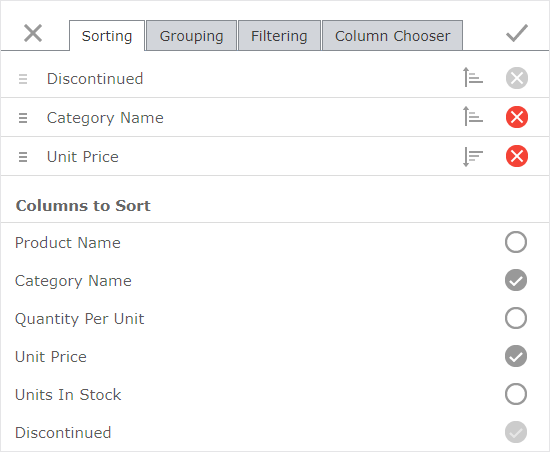 Sorting Grouping Filtering Column Chooser
Discontinued
Category Name
Unit Price
Columns to Sort
Product Name
Category Name
Quantity Per Unit
Unit Price
Units In Stock
Discontinued